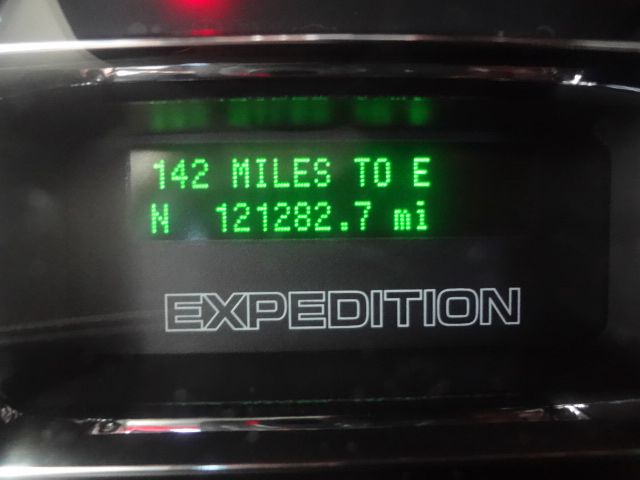 142 MILES TO E
N 121282.7 mi
EXPEDITION